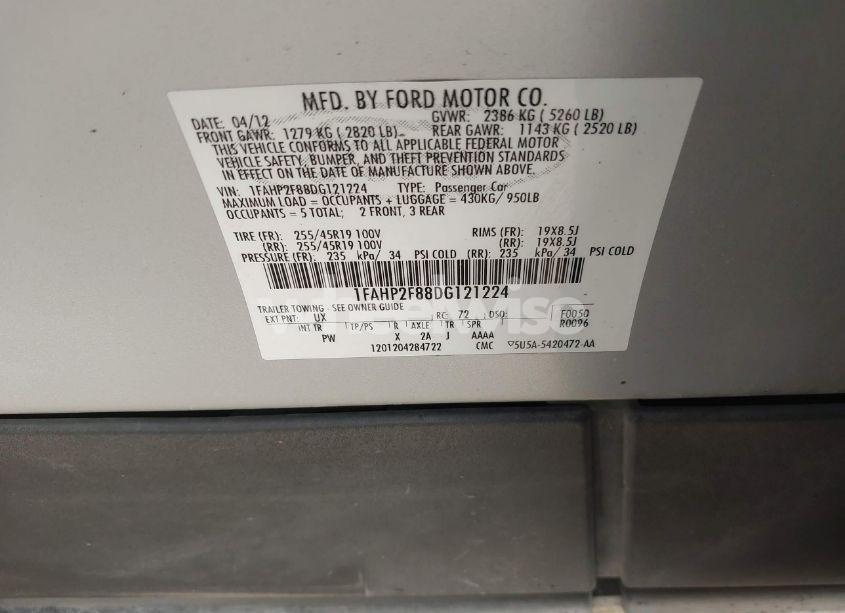 MFD. BY FORD MOTOR CO.
DATE: 04/12 GVWR: 2386 KG ( 5260 LB)
FRONT GAWR: 1279 KG ( 2820 LB) REAR GAWR: 1143 KG ( 2520 LB)
THIS VEHICLE CONFORMS TO ALL APPLICABLE FEDERAL MOTOR
VEHICLE SAFETY, BUMPER, AND THEFT PREVENTION STANDARDS
IN EFFECT ON THE DATE OF MANUFACTURE SHOWN ABOVE.
VIN: 1FAHP2F88DG121224 TYPE: Passenger Car
MAXIMUM LOAD = OCCUPANTS + LUGGAGE = 430KG/ 950LB
OCCUPANTS = 5 TOTAL; 2 FRONT, 3 REAR
TIRE (FR): 255/45R19 100V RIMS (FR): 19X8.5J
(RR): 255/45R19 100V (RR): 19X8.5J
PRESSURE (FR): 235 kPa/ 34 PSI COLD (RR): 235 kPa/ 34 PSI COLD
1FAHP2F88DG121224
TRAILER TOWING - SEE OWNER GUIDE
EXT PNT: UX RC: 72 DSO: F0050
INT TR TP/PS R AXLE TR SPR R0096
PW X 2A J AAAA
1201204284722 CMC 5U5A-5420472-AA